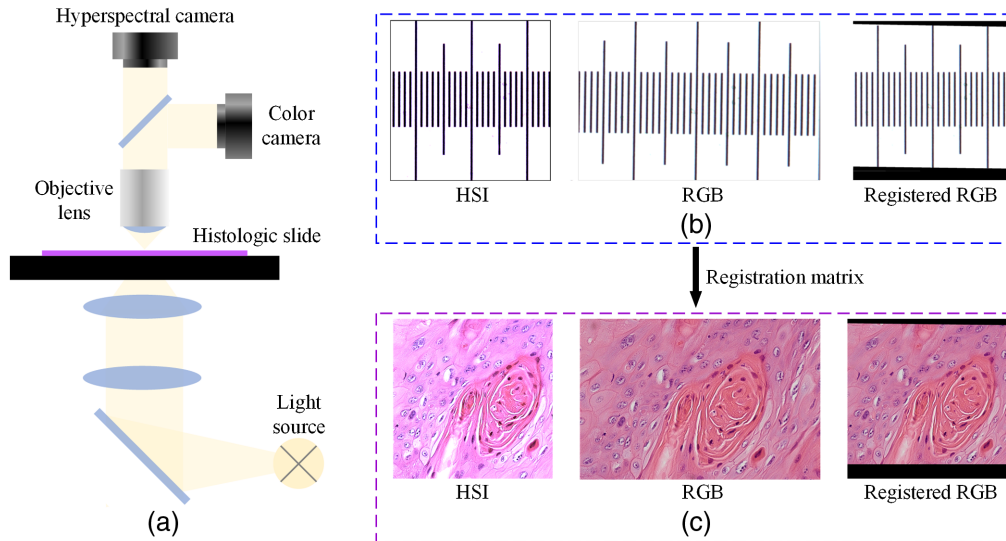 Hyperspectral camera
Color
camera
Objective
lens
Histologic slide
Light
source
(a)
HSI
RGB
Registered RGB
(b)
Registration matrix
HSI
RGB
Registered RGB
(c)